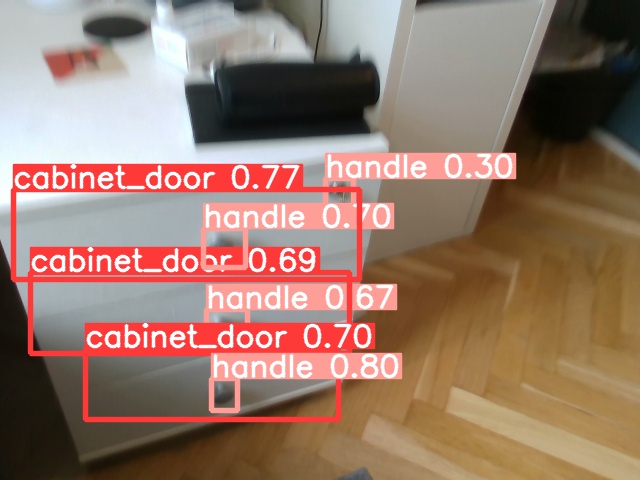 handle 0.30
cabinet_door 0.77
handle 0.70
cabinet_door 0.69
handle 0.67
cabinet_door 0.70
handle 0.80